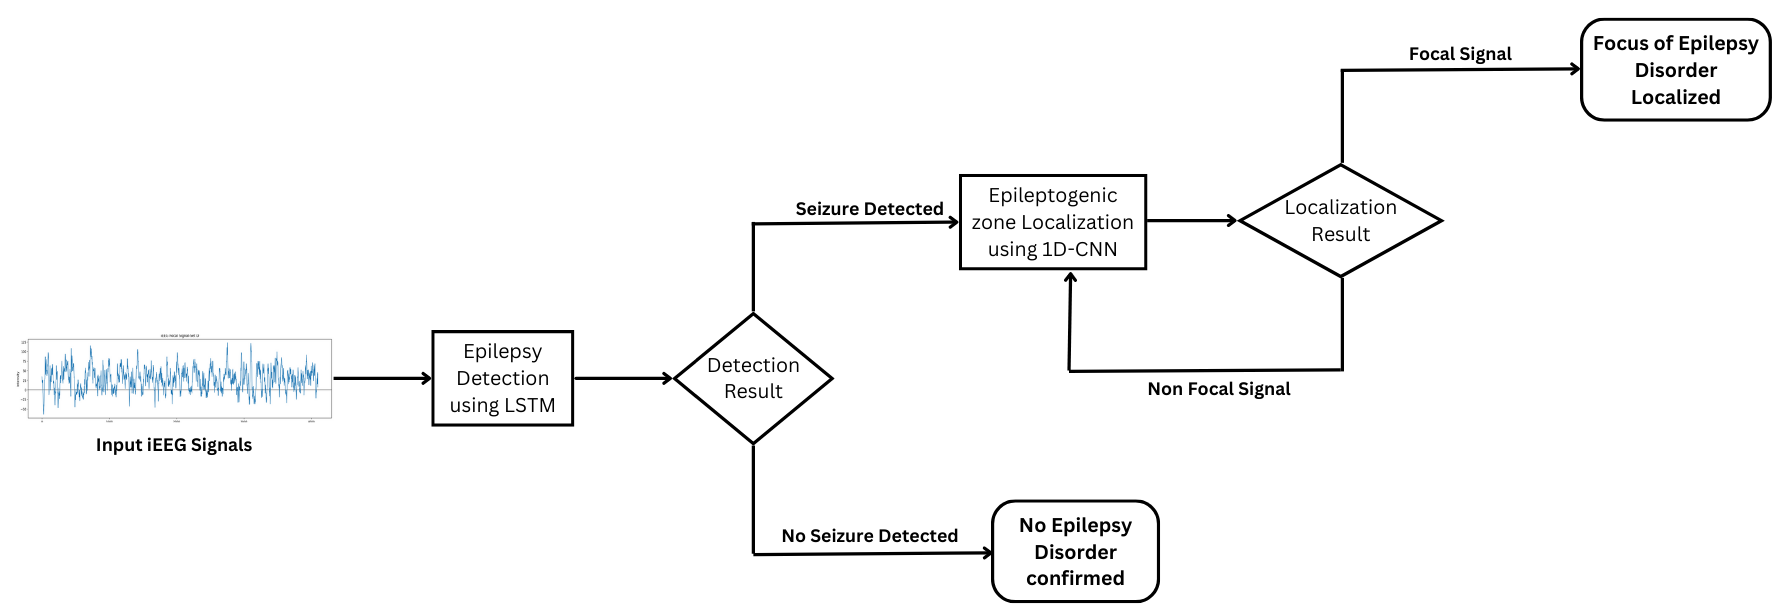 Input iEEG Signals
Epilepsy
Detection
using LSTM
Detection
Result
Seizure Detected
No Seizure Detected
No Epilepsy
Disorder
confirmed
Epileptogenic
zone Localization
using 1D-CNN
Localization
Result
Non Focal Signal
Focal Signal
Focus of Epilepsy
Disorder
Localized